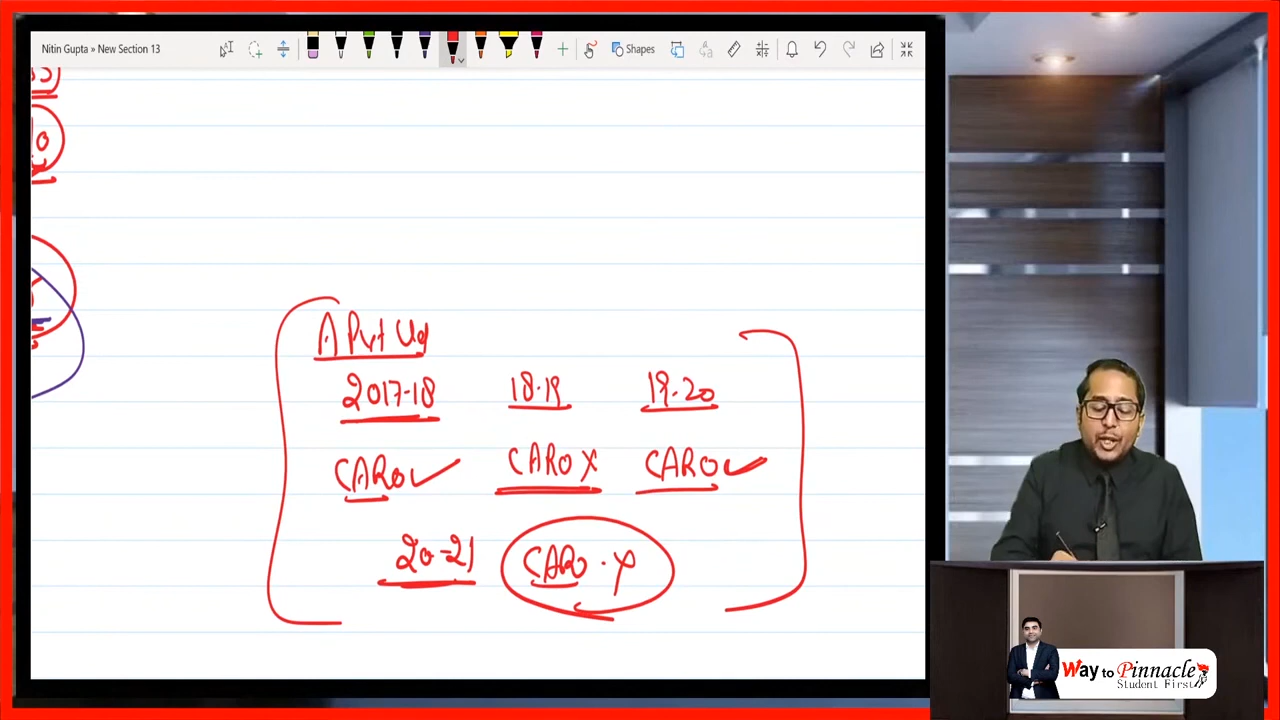 Nitin Gupta » New Section 13
Shapes
A Pvt Ltd
2017-18 18-19 19-20
CARO✓ CARO X CARO✓
20-21 CARO · X
Way to Pinnacle
Student First